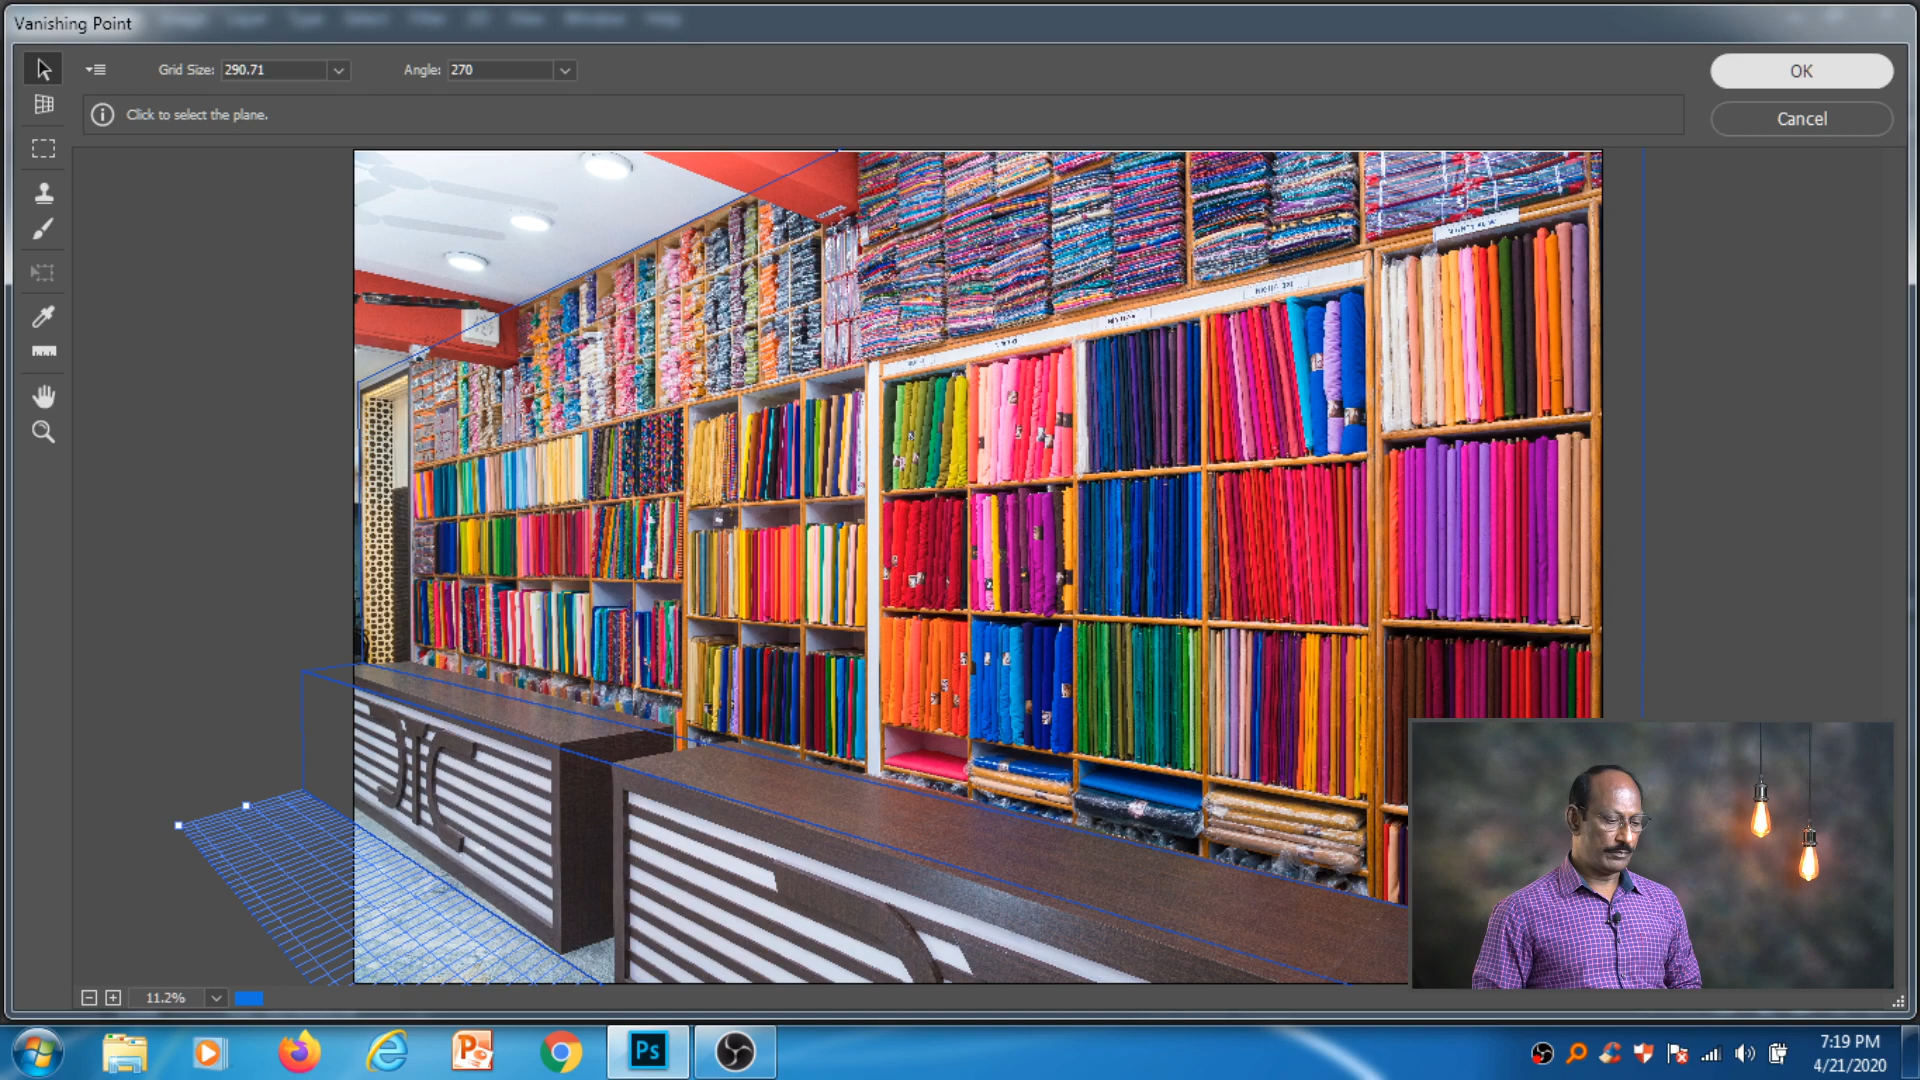 Vanishing Point
Grid Size: 290.71
Angle: 270
OK
Click to select the plane.
Cancel
JTC
11.2%
Ps
7:19 PM
4/21/2020